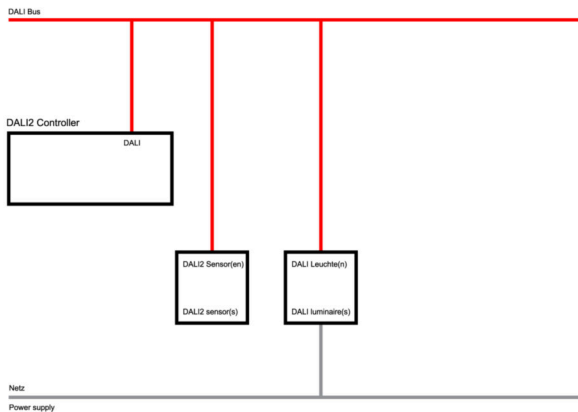 DALI Bus
DALI2 Controller
DALI
DALI2 Sensor(en)
DALI2 sensor(s)
DALI Leuchte(n)
DALI luminaire(s)
Netz
Power supply